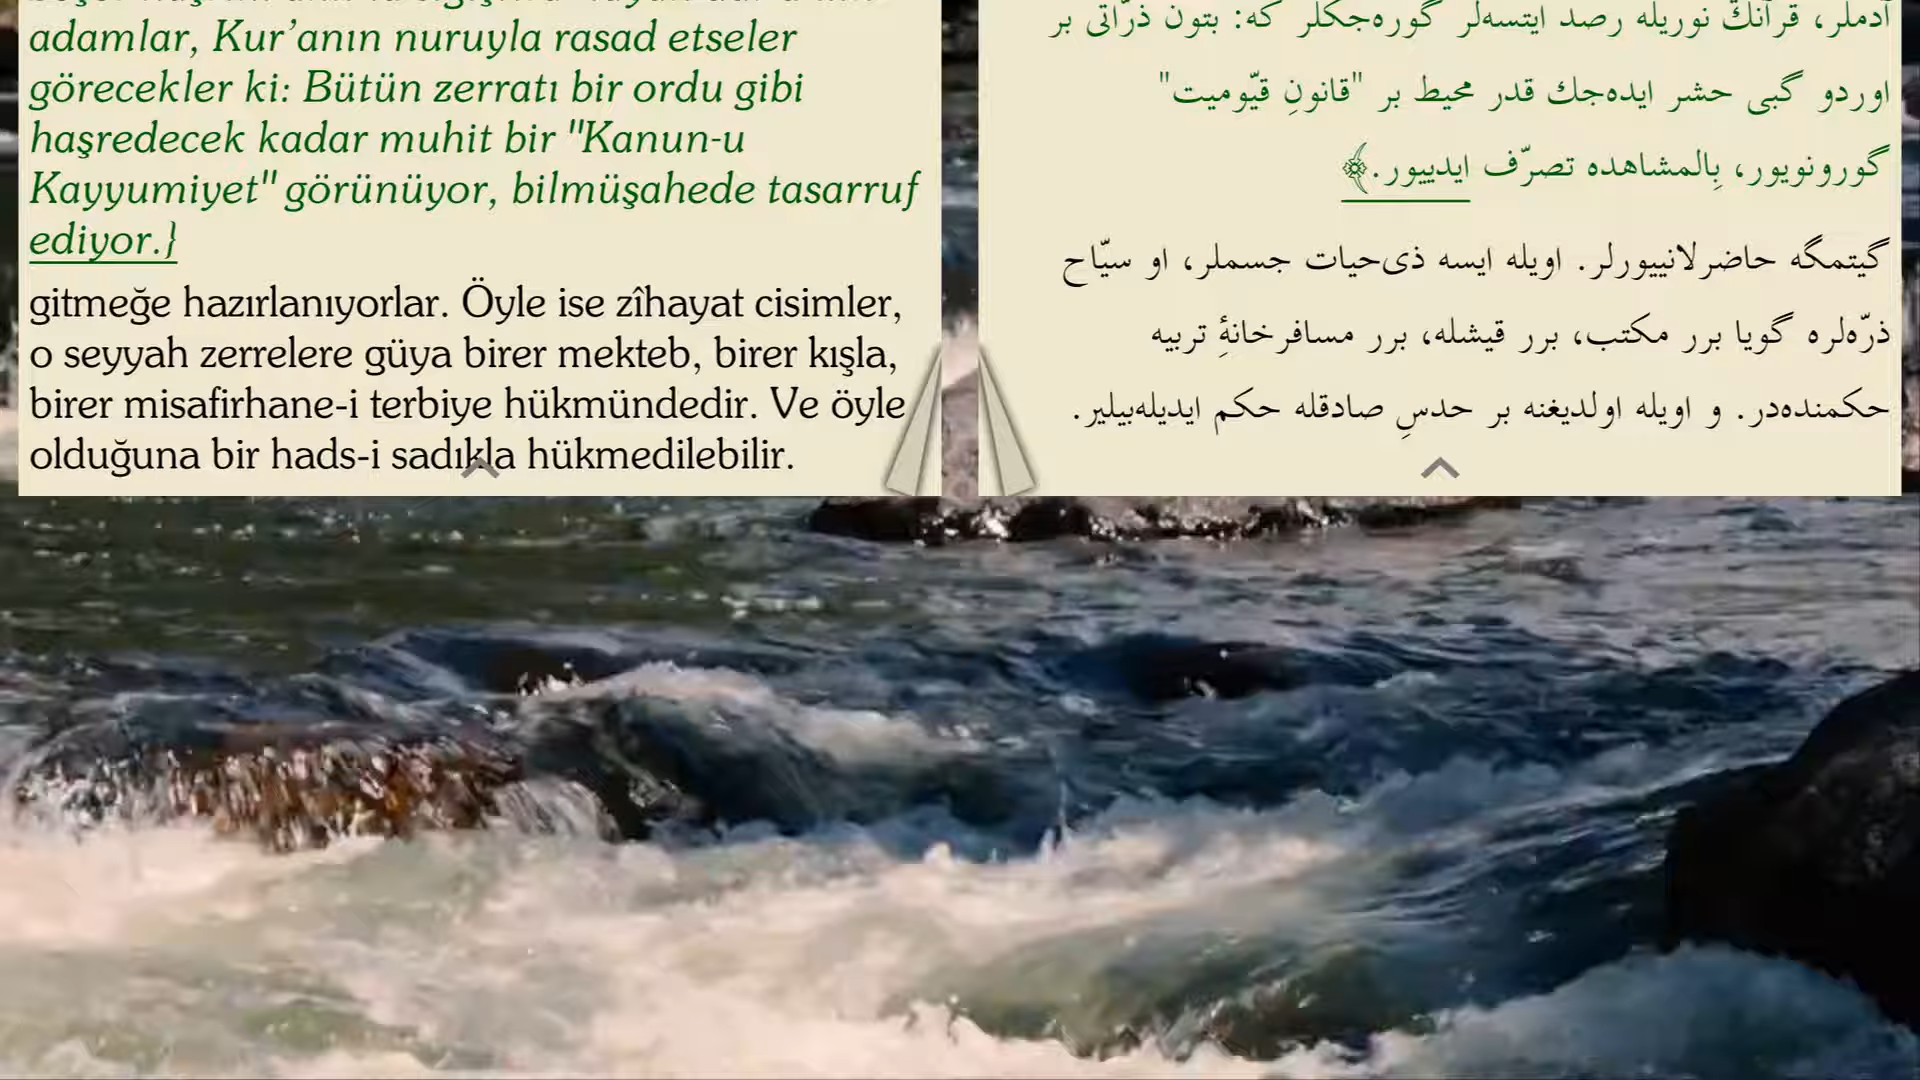 adamlar, Kur’anın nuruyla rasad etseler
görecekler ki: Bütün zerratı bir ordu gibi
haşredecek kadar muhit bir "Kanun-u
Kayyumiyet" görünüyor, bilmüşahede tasarruf
ediyor.}
gitmeğe hazırlanıyorlar. Öyle ise zîhayat cisimler,
o seyyah zerrelere güya birer mekteb, birer kışla,
birer misafirhane-i terbiye hükmündedir. Ve öyle
olduğuna bir hads-i sadıkla hükmedilebilir.
آدملر، قرآنڭ نوريله رصد ايتسه‌لر گوره‌جكلر كه: بتون ذرّاتى بر
اوردو گبى حشر ايده‌جك قدر محيط بر "قانونِ قيّوميت"
گورونويور، بِالمشاهده تصرّف ايدييور.﴾
گيتمگه حاضرلانييورلر. اويله ايسه ذى‌حيات جسملر، او سيّاح
ذرّه‌لره گويا برر مكتب، برر قيشله، برر مسافرخانهٔ‌ِ تربيه
حكمنده‌در. و اويله اولديغنه بر حدسِ صادقله حكم ايديله‌بيلير.